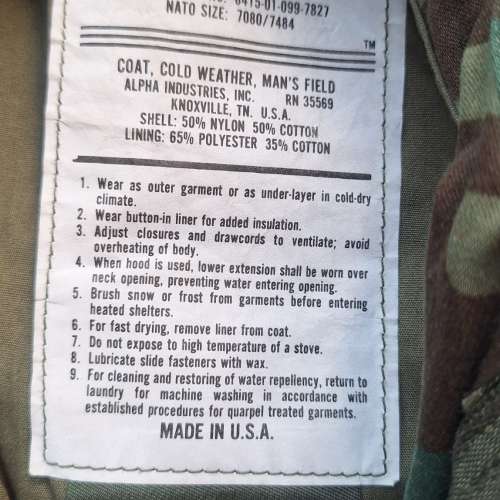 8415-01-099-7827
NATO SIZE: 7080/7484
TM
COAT, COLD WEATHER, MAN'S FIELD
ALPHA INDUSTRIES, INC. RN 35569
KNOXVILLE, TN. U.S.A.
SHELL: 50% NYLON 50% COTTON
LINING: 65% POLYESTER 35% COTTON
1. Wear as outer garment or as under-layer in cold-dry
climate.
2. Wear button-in liner for added insulation.
3. Adjust closures and drawcords to ventilate; avoid
overheating of body.
4. When hood is used, lower extension shall be worn over
neck opening, preventing water entering opening.
5. Brush snow or frost from garments before entering
heated shelters.
6. For fast drying, remove liner from coat.
7. Do not expose to high temperature of a stove.
8. Lubricate slide fasteners with wax.
9. For cleaning and restoring of water repellency, return to
laundry for machine washing in accordance with
established procedures for quarpel treated garments.
MADE IN U.S.A.